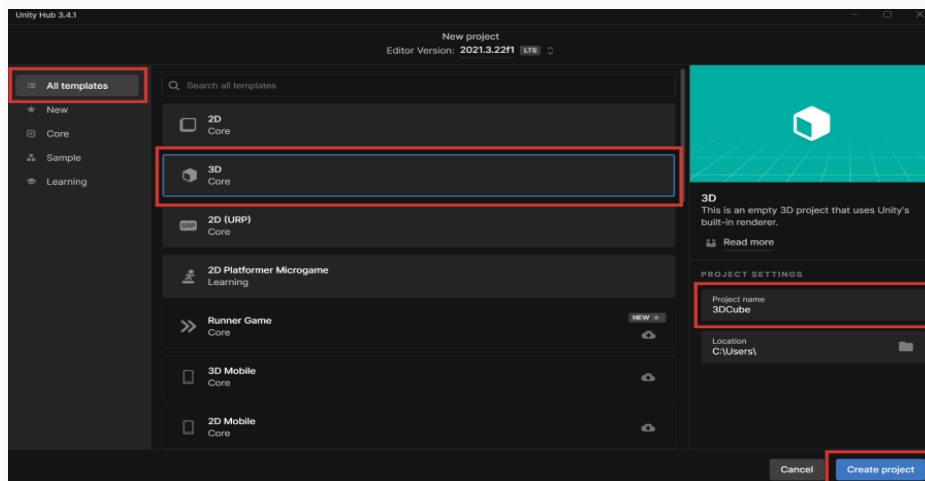 Unity Hub 3.4.1
New project
Editor Version: 2021.3.22f1 LTS
All templates
New
Core
Sample
Learning
Search all templates
2D
Core
3D
Core
SRP
2D (URP)
Core
2D Platformer Microgame
Learning
Runner Game
Core
NEW
3D Mobile
Core
2D Mobile
Core
3D
This is an empty 3D project that uses Unity's
built-in renderer.
Read more
PROJECT SETTINGS
Project name
3DCube
Location
C:\Users\
Cancel
Create project